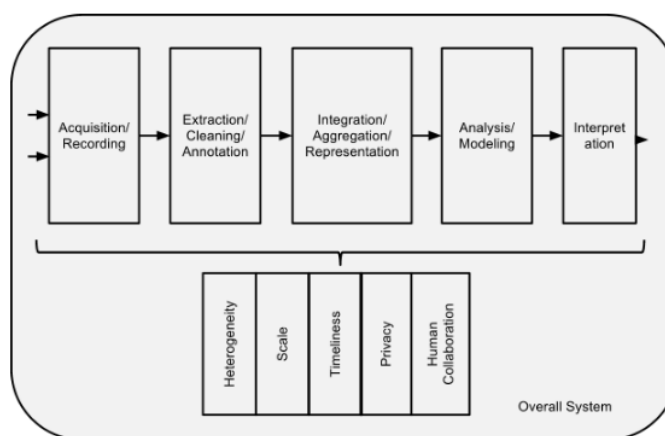 Acquisition/
Recording
Extraction/
Cleaning/
Annotation
Integration/
Aggregation/
Representation
Analysis/
Modeling
Interpret
ation
Heterogeneity
Scale
Timeliness
Privacy
Human
Collaboration
Overall System